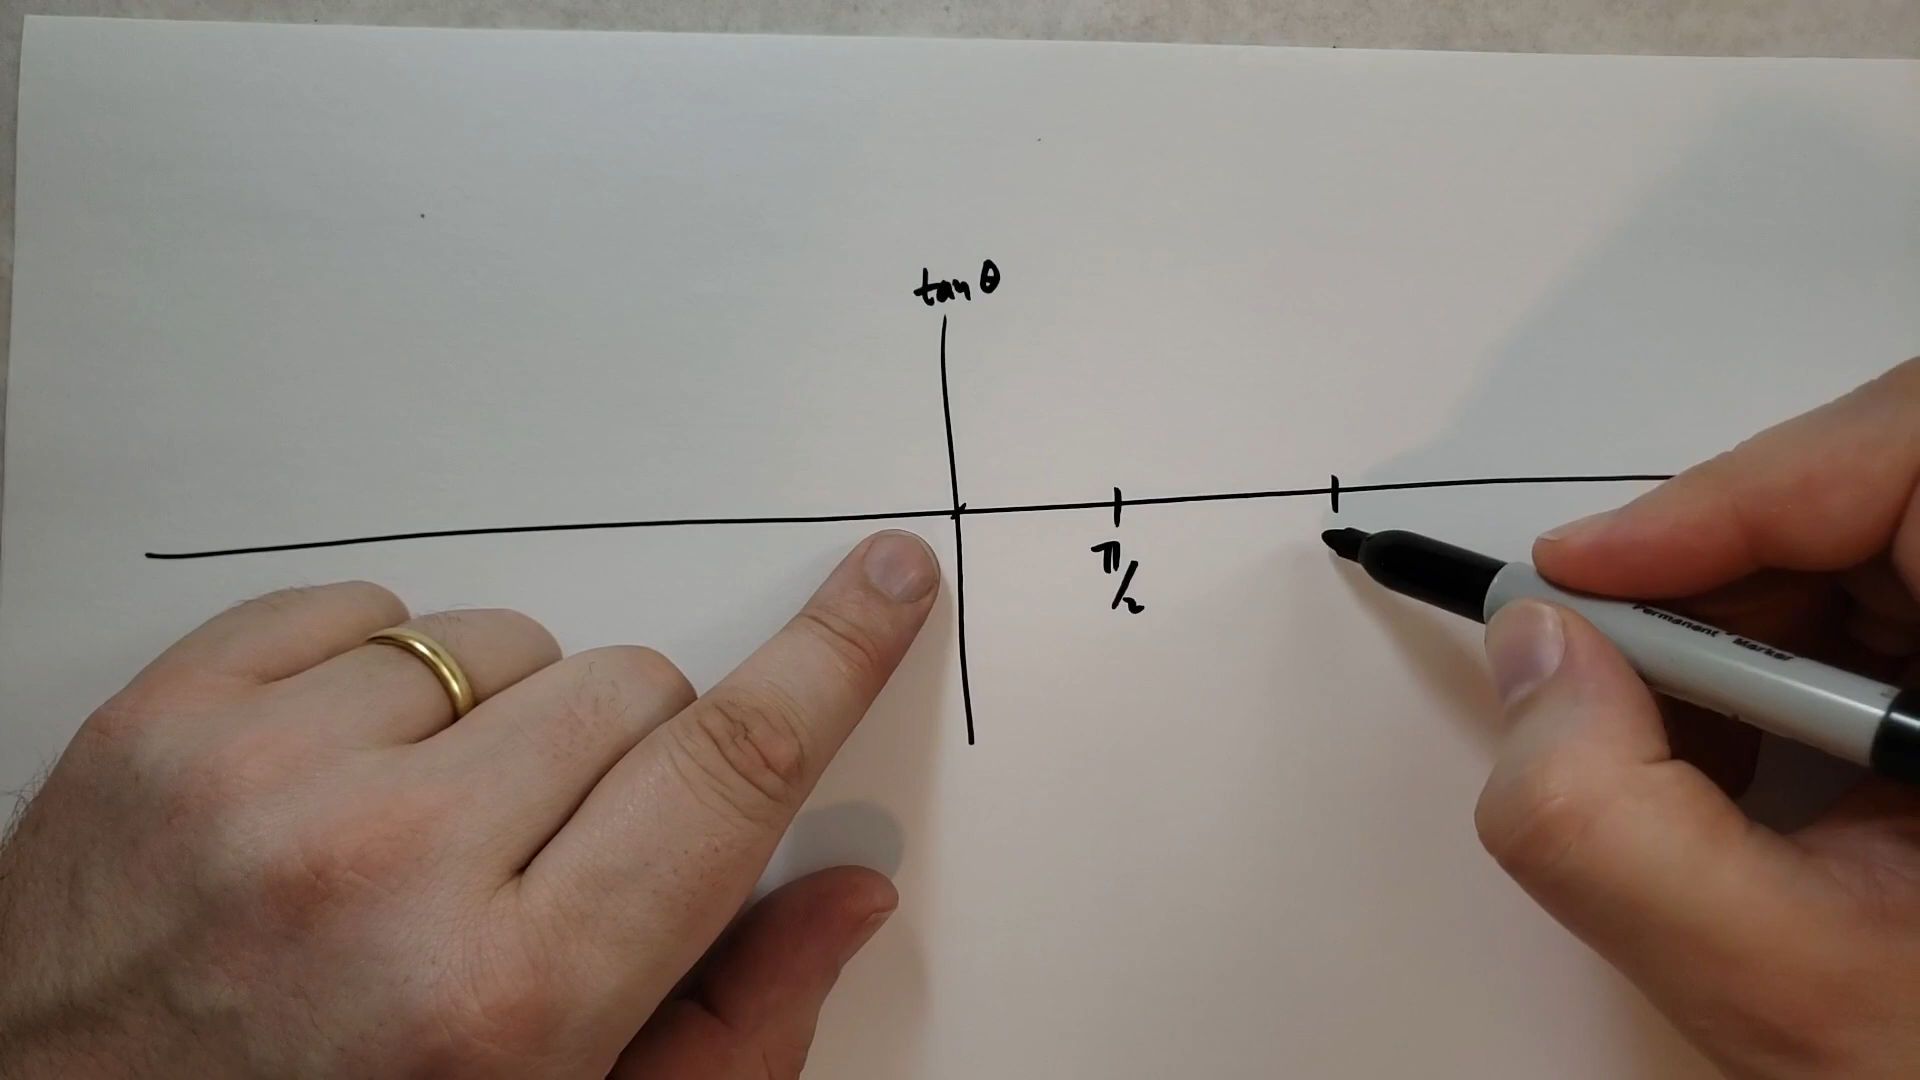 tan θ
π/2
Permanent Marker